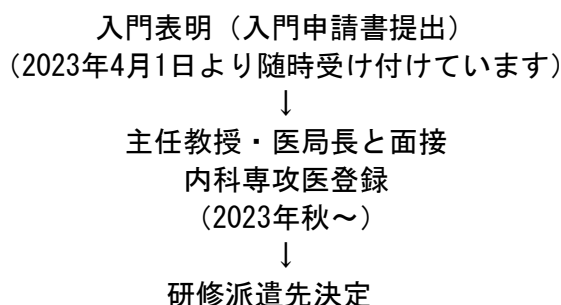 入門表明（入門申請書提出）
（2023年4月1日より随時受け付けています）
↓
主任教授・医局長と面接
内科専攻医登録
（2023年秋～）
↓
研修派遣先決定